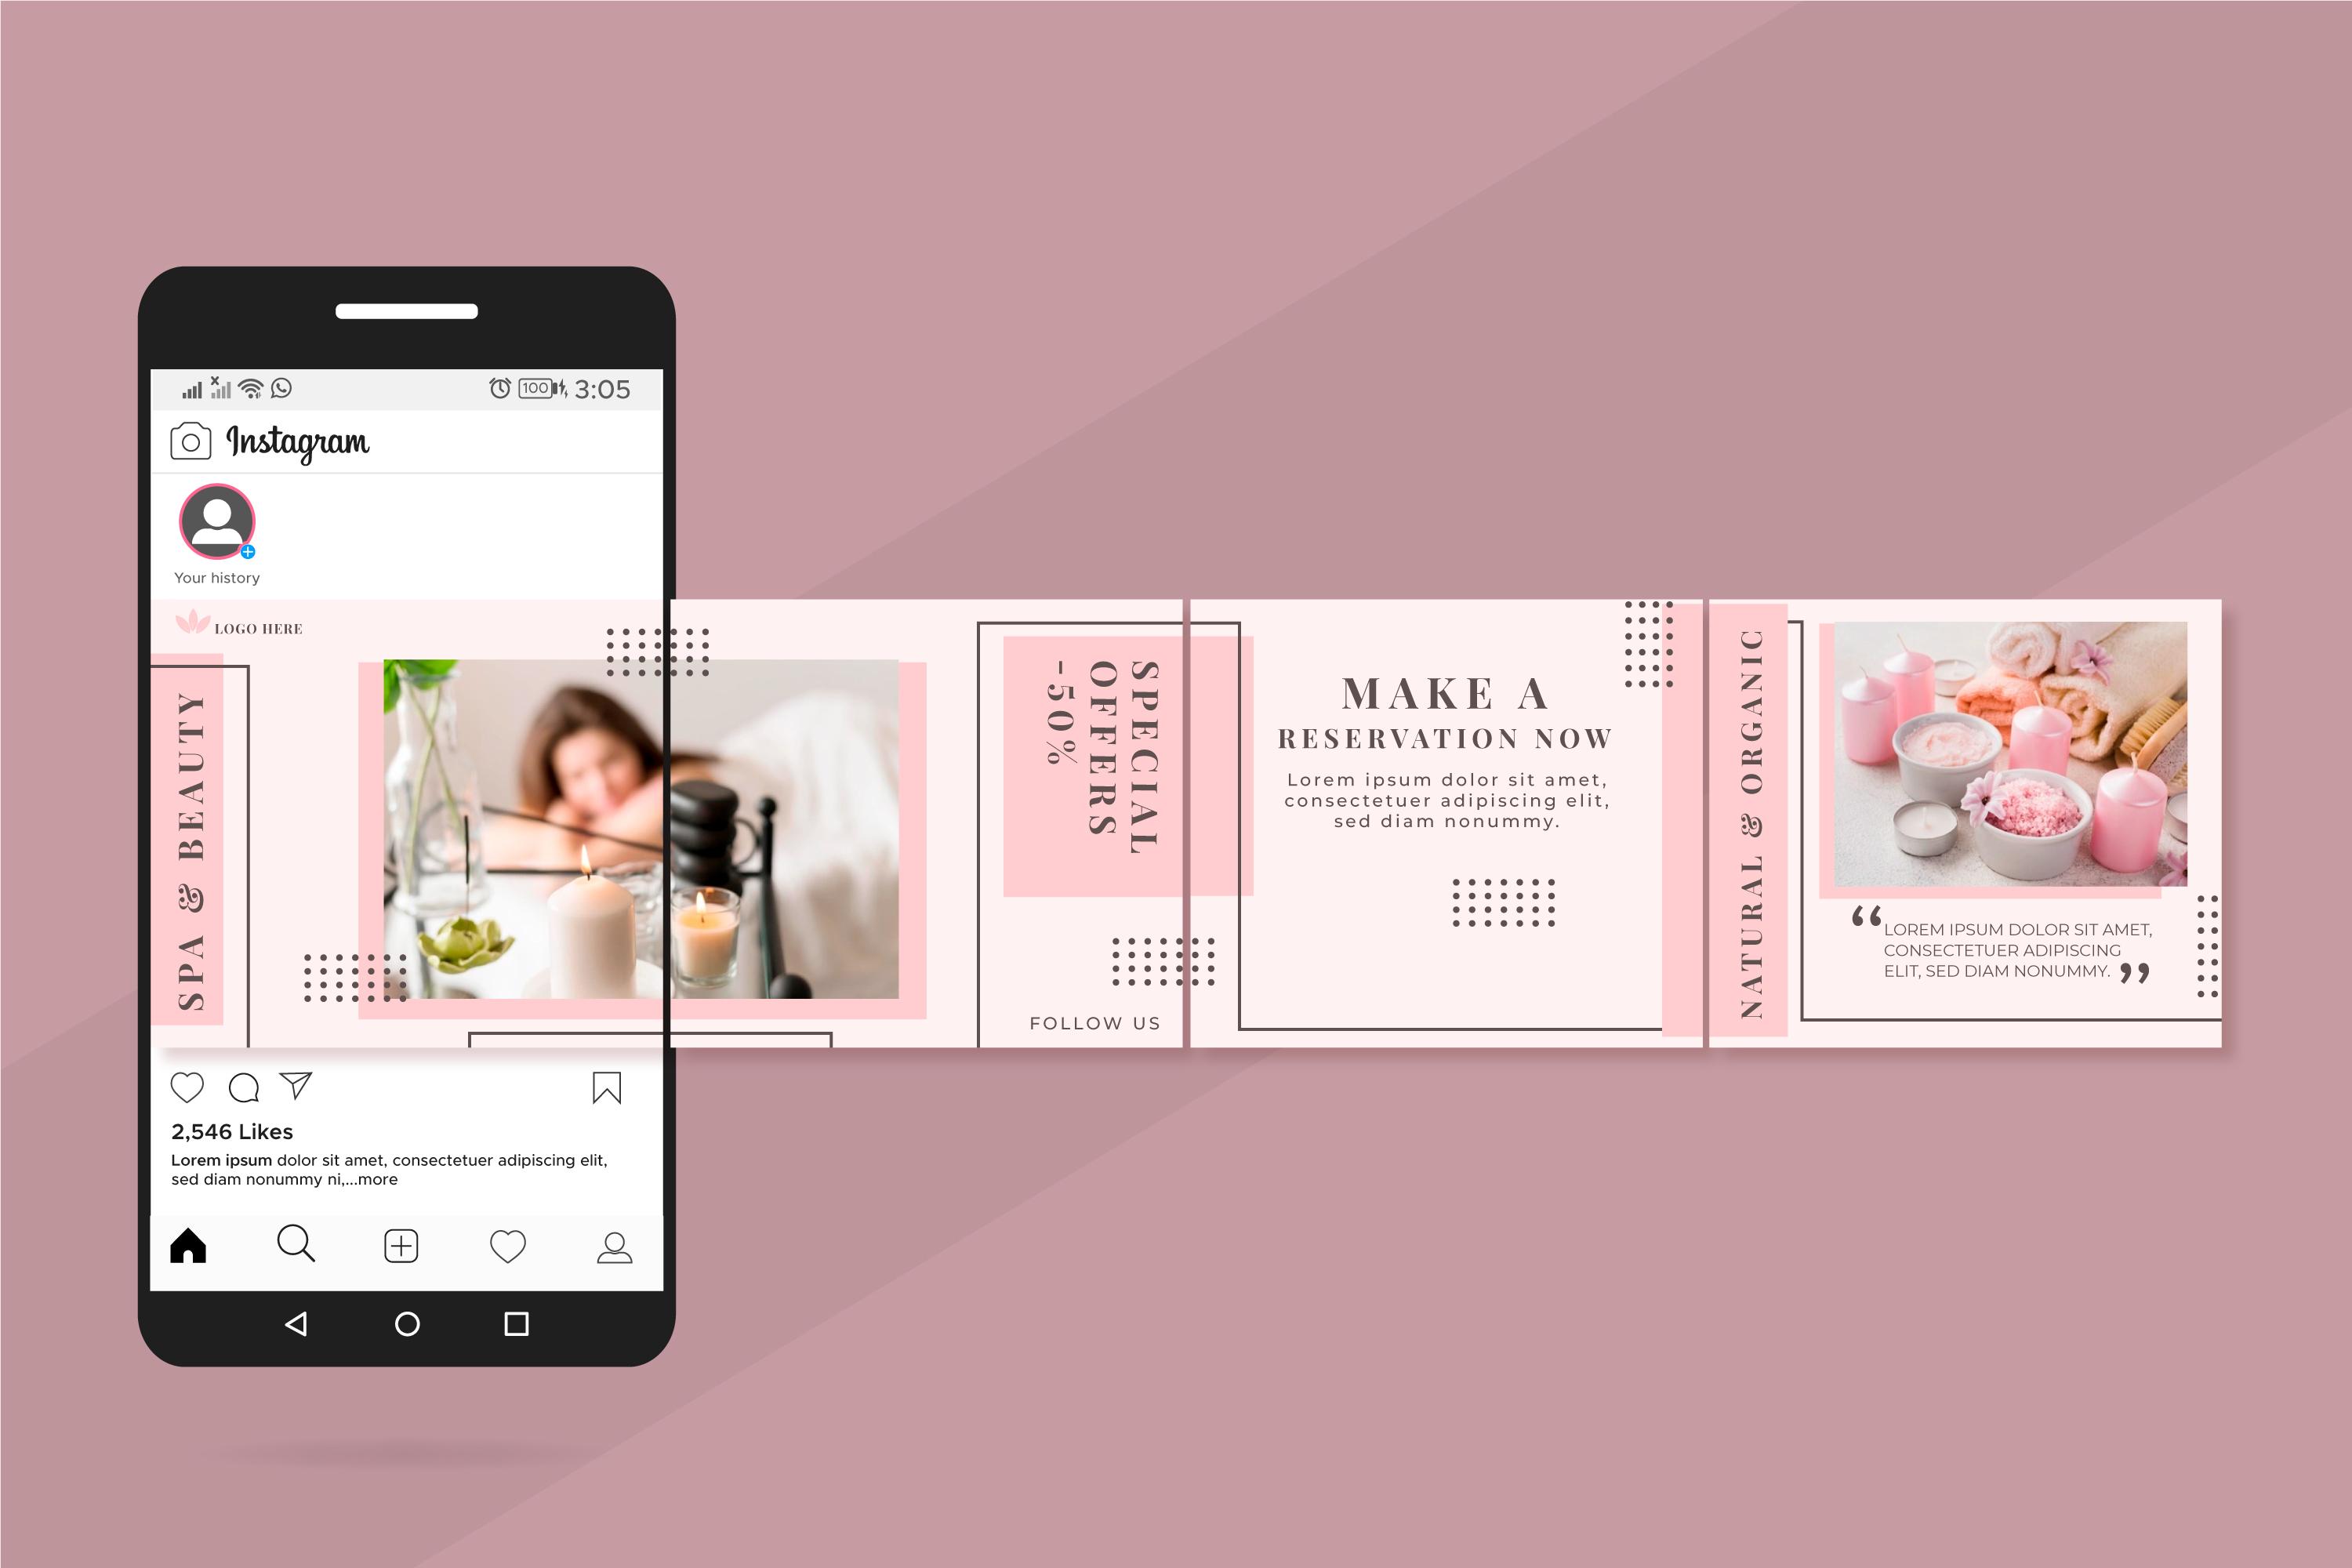 100 3:05
Instagram
Your history
LOGO HERE
SPA & BEAUTY
SPECIAL
OFFERS
-50%
FOLLOW US
MAKE A
RESERVATION NOW
Lorem ipsum dolor sit amet,
consectetuer adipiscing elit,
sed diam nonummy.
NATURAL & ORGANIC
“LOREM IPSUM DOLOR SIT AMET,
CONSECTETUER ADIPISCING
ELIT, SED DIAM NONUMMY.”
2,546 Likes
Lorem ipsum dolor sit amet, consectetuer adipiscing elit,
sed diam nonummy ni,...more